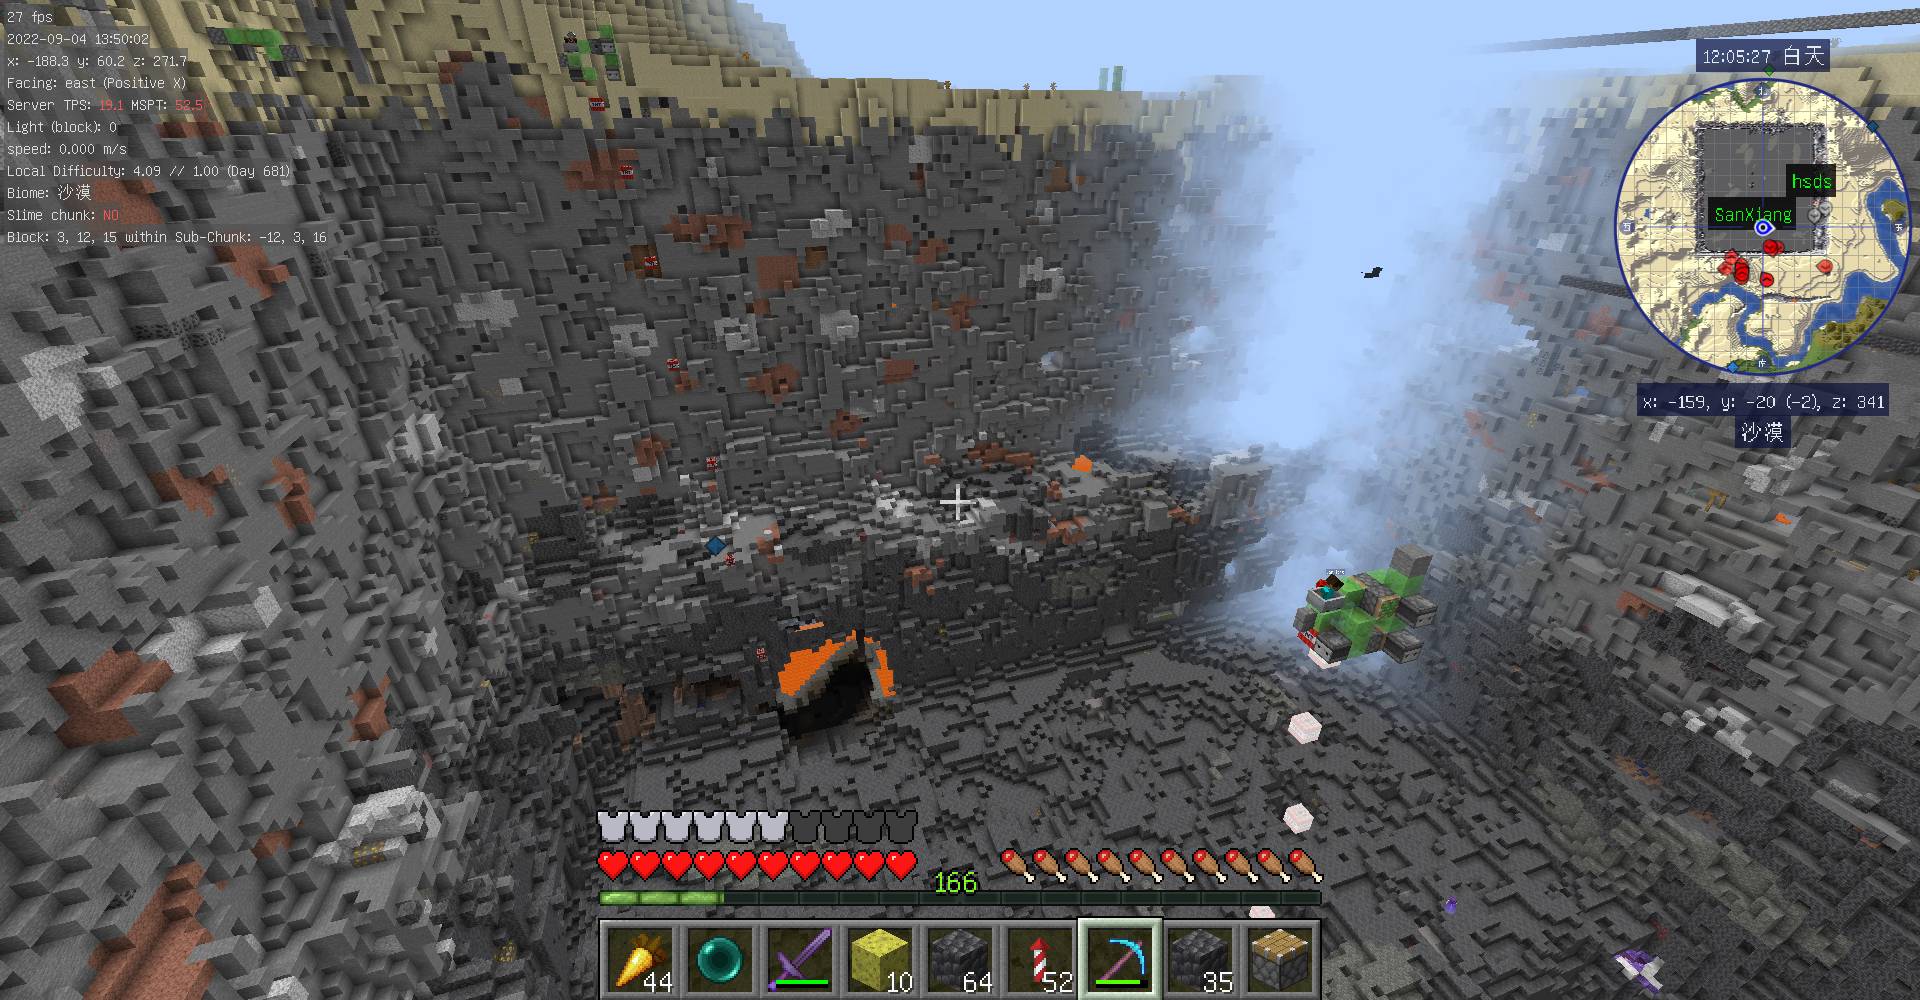 27 fps
2022-09-04 13:50:02
x: -188.3 y: 60.2 z: 271.7
Facing: east (Positive X)
Server TPS: 19.1 MSPT: 52.5
Light (block): 0
speed: 0.000 m/s
Local Difficulty: 4.09 // 1.00 (Day 681)
Biome: 沙漠
Slime chunk: NO
Block: 3, 12, 15 within Sub-Chunk: -12, 3, 16
12:05:27 白天
hsds
SanXiang
x: -159, y: -20 (-2), z: 341
沙漠
166
44
10
64
52
35